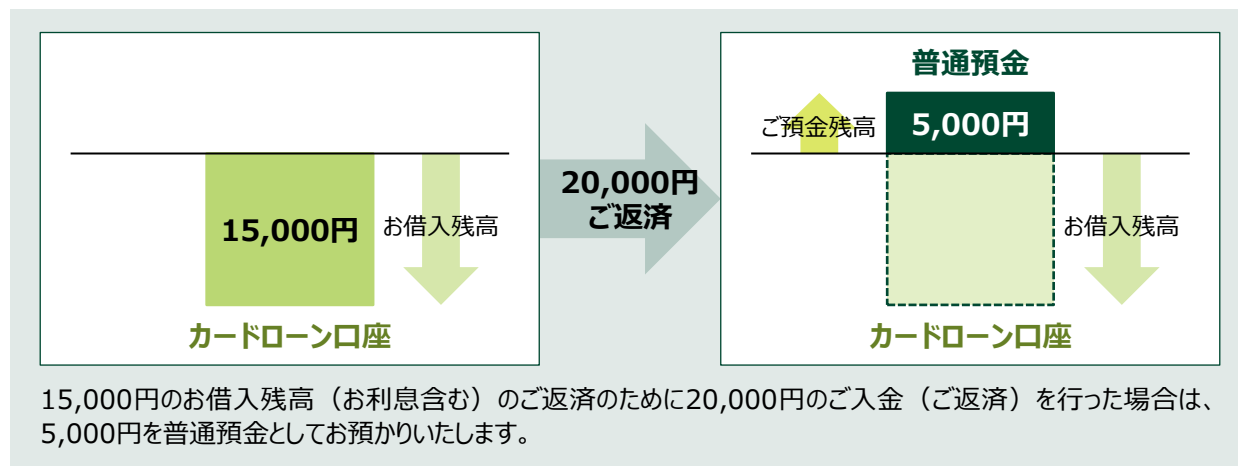 15,000円
お借入残高
カードローン口座
20,000円
ご返済
普通預金
ご預金残高
5,000円
お借入残高
カードローン口座
15,000円のお借入残高（お利息含む）のご返済のために20,000円のご入金（ご返済）を行った場合は、
5,000円を普通預金としてお預かりいたします。